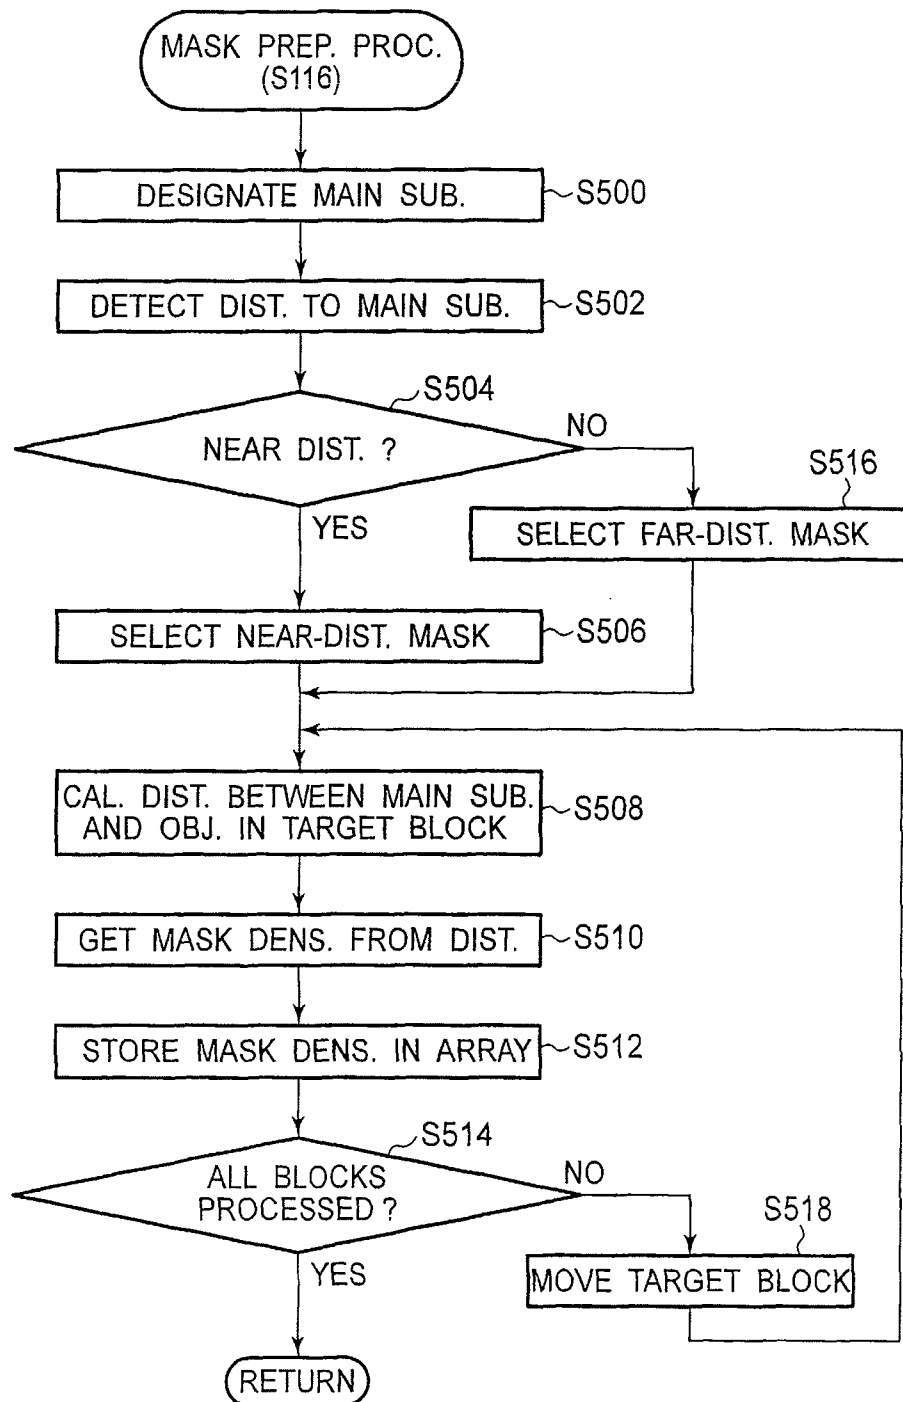 MASK PREP. PROC.
(S116)
DESIGNATE MAIN SUB.
S500
DETECT DIST. TO MAIN SUB.
S502
S504
NEAR DIST. ?
NO
YES
S516
SELECT FAR-DIST. MASK
SELECT NEAR-DIST. MASK
S506
CAL. DIST. BETWEEN MAIN SUB.
AND OBJ. IN TARGET BLOCK
S508
GET MASK DENS. FROM DIST.
S510
STORE MASK DENS. IN ARRAY
S512
S514
ALL BLOCKS
PROCESSED ?
NO
YES
S518
MOVE TARGET BLOCK
RETURN